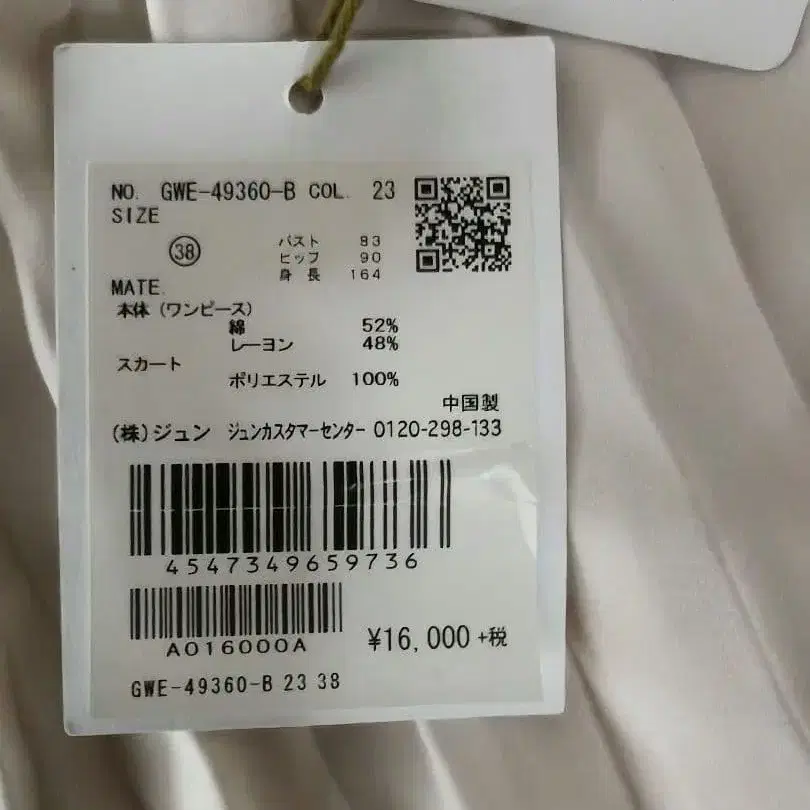 NO. GWE-49360-B COL. 23
SIZE
38
バスト 83
ヒップ 90
身長 164
MATE.
本体 (ワンピース)
綿 52%
レーヨン 48%
スカート
ポリエステル 100%
中国製
(株)ジュン ジュンカスタマーセンター 0120-298-133
4547349659736
A016000A
¥16,000 +税
GWE-49360-B 23 38